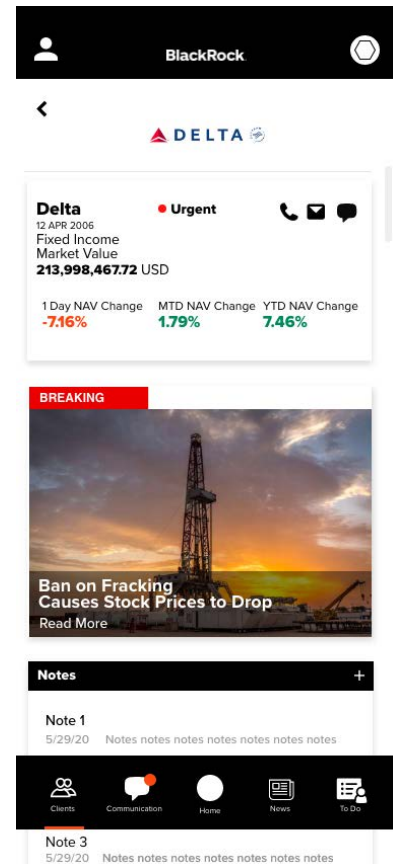 BlackRock.
DELTA
Delta
Urgent
12 APR 2006
Fixed Income
Market Value
213,998,467.72 USD
1 Day NAV Change MTD NAV Change YTD NAV Change
-7.16% 1.79% 7.46%
BREAKING
Ban on Fracking
Causes Stock Prices to Drop
Read More
Notes +
Note 1
5/29/20 Notes notes notes notes notes notes notes
Clients Communication Home News To Do
Note 3
5/29/20 Notes notes notes notes notes notes notes